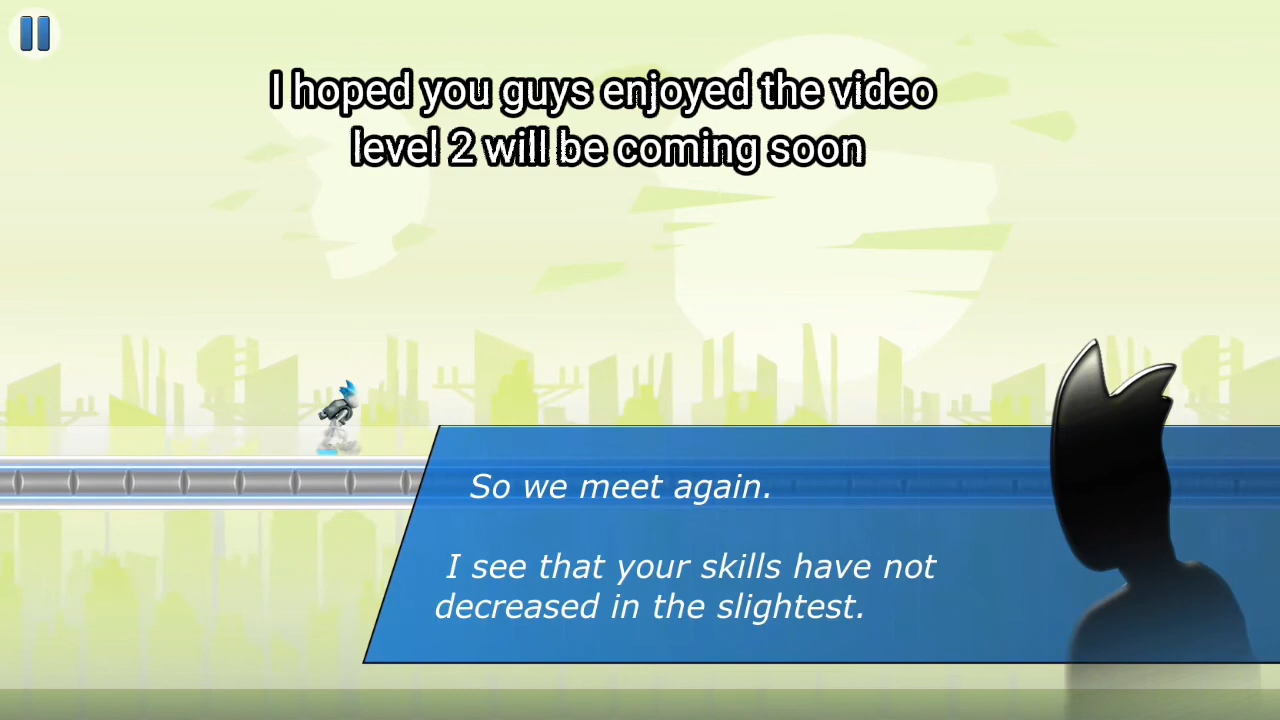 I hoped you guys enjoyed the video
level 2 will be coming soon
So we meet again.
I see that your skills have not
decreased in the slightest.